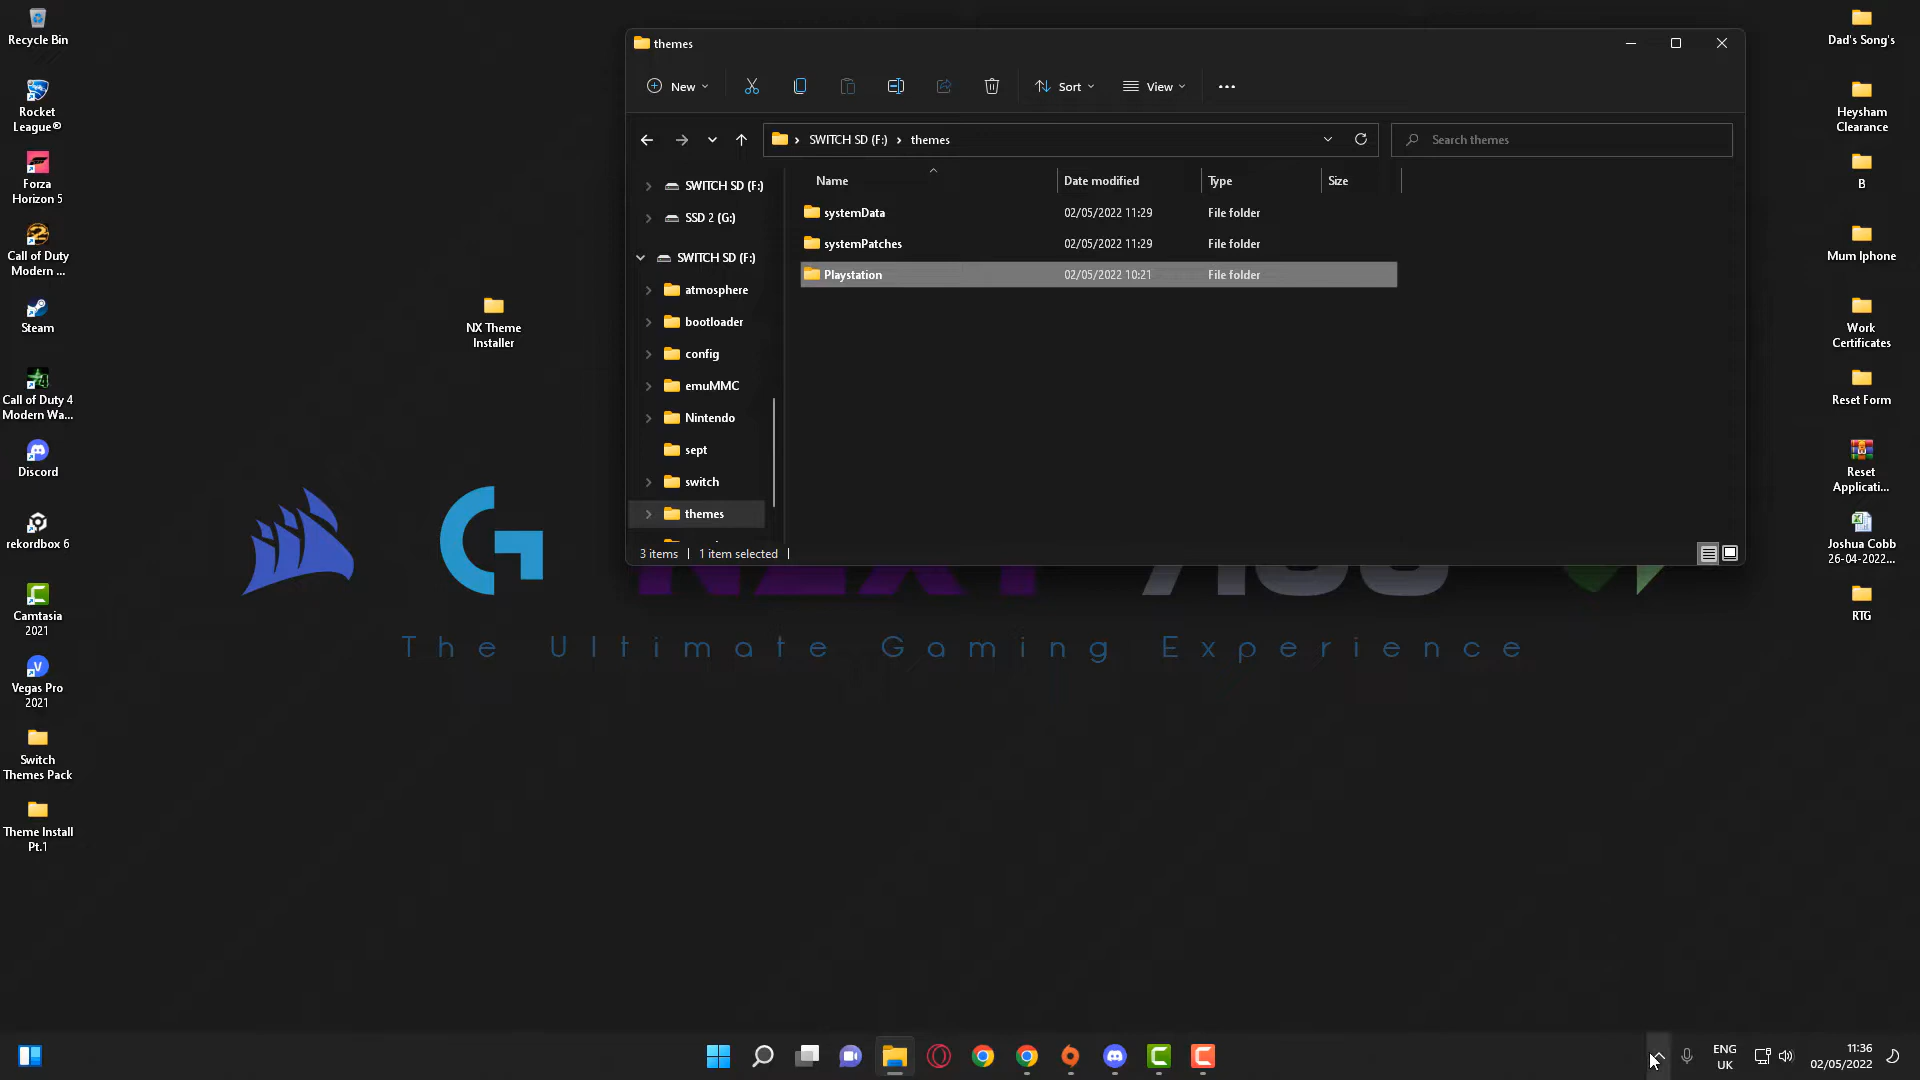 Recycle Bin
Rocket
League®
Forza
Horizon 5
Call of Duty
Modern ...
Steam
Call of Duty 4
Modern Wa...
Discord
rekordbox 6
Camtasia
2021
Vegas Pro
2021
Switch
Themes Pack
Theme Install
Pt.1
NX Theme
Installer
themes
New
Sort
View
SWITCH SD (F:)
themes
Search themes
Name
Date modified
Type
Size
systemData
02/05/2022 11:29
File folder
systemPatches
02/05/2022 11:29
File folder
Playstation
02/05/2022 10:21
File folder
SWITCH SD (F:)
SSD 2 (G:)
SWITCH SD (F:)
atmosphere
bootloader
config
emuMMC
Nintendo
sept
switch
themes
3 items
1 item selected
The Ultimate Gaming Experience
Dad's Song's
Heysham
Clearance
B
Mum Iphone
Work
Certificates
Reset Form
Reset
Applicati...
Joshua Cobb
26-04-2022...
RTG
ENG
UK
11:36
02/05/2022